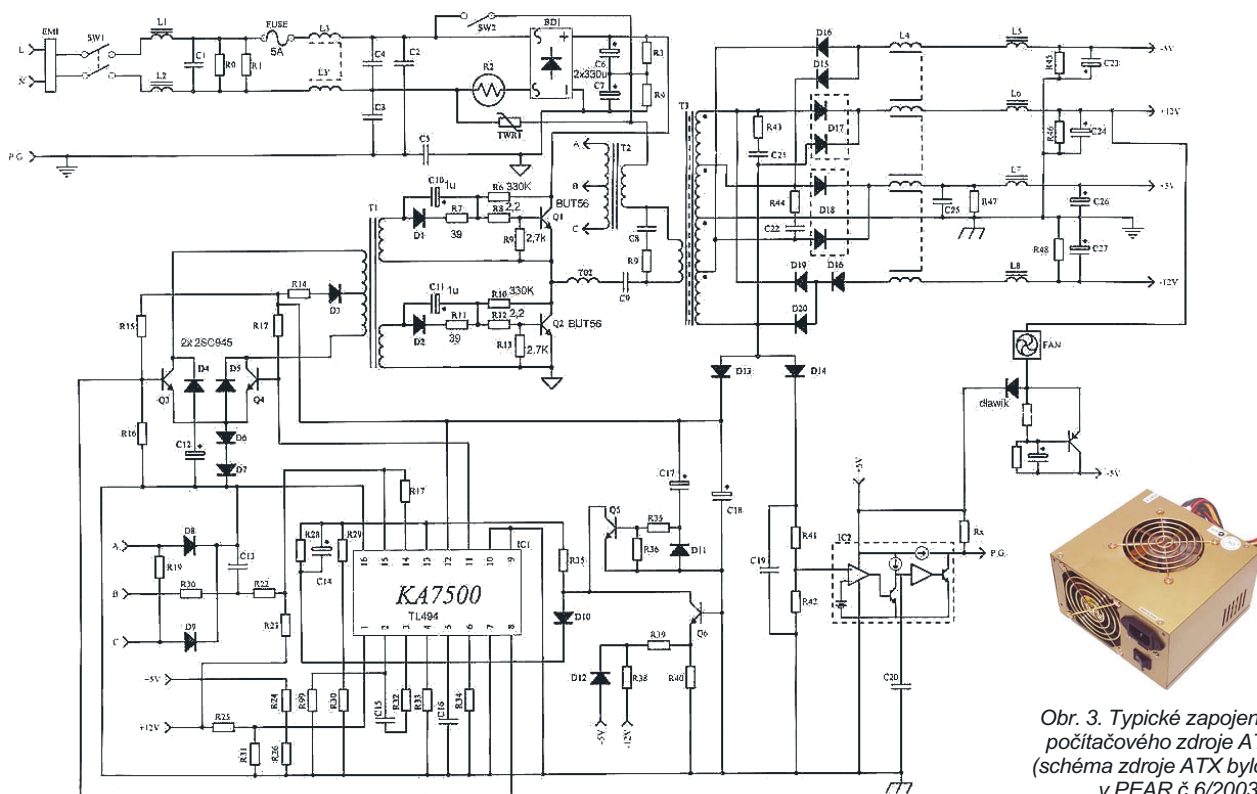 EMI
SW1
L
N
L1
L2
C1
R0
R1
FUSE
5A
L3
L3'
C4
C3
C2
SW2
BD1
R2
TWR1
C6
2x330u
C7
R3
R4
P.G.
C5
T2
A
B
C
T3
C10
1u
R6
330K
R7
39
R8
2,2
BUT56
Q1
D1
R9
2,7k
T1
C8
R9
T02
C9
C11
1u
R10
330K
R11
39
R12
2,2
Q2
BUT56
D2
R13
2,7K
D16
D15
D17
D18
D19
D16
D20
R43
C21
R44
C22
L4
L5
L6
L7
L8
R45
C23
-5V
+12V
R46
C24
+5V
C25
R47
C26
R48
C27
-12V
R14
D3
R15
R17
2x 2SC945
Q3
D4
D5
Q4
R16
C12
D6
D7
D13
D14
FAN
dławik
-5V
A
B
C
D8
R19
R30
D9
C13
R22
R23
R17
R28
C14
R29
IC1
16
15
14
13
12
11
10
9
KA7500
TL494
1
2
3
4
5
6
7
8
+5V
+12V
R24
R25
R31
R26
R99
R30
C15
R32
R33
C16
R34
R35
D10
Q5
R35
R36
D11
C17
C18
Q6
R39
D12
R38
R40
-5V
-12V
C19
R41
R42
+5V
IC2
Rx
P.G.
C20
Obr. 3. Typické zapojen
počítačového zdroje A
(schéma zdroje ATX bylo
v PEAR č.6/2003